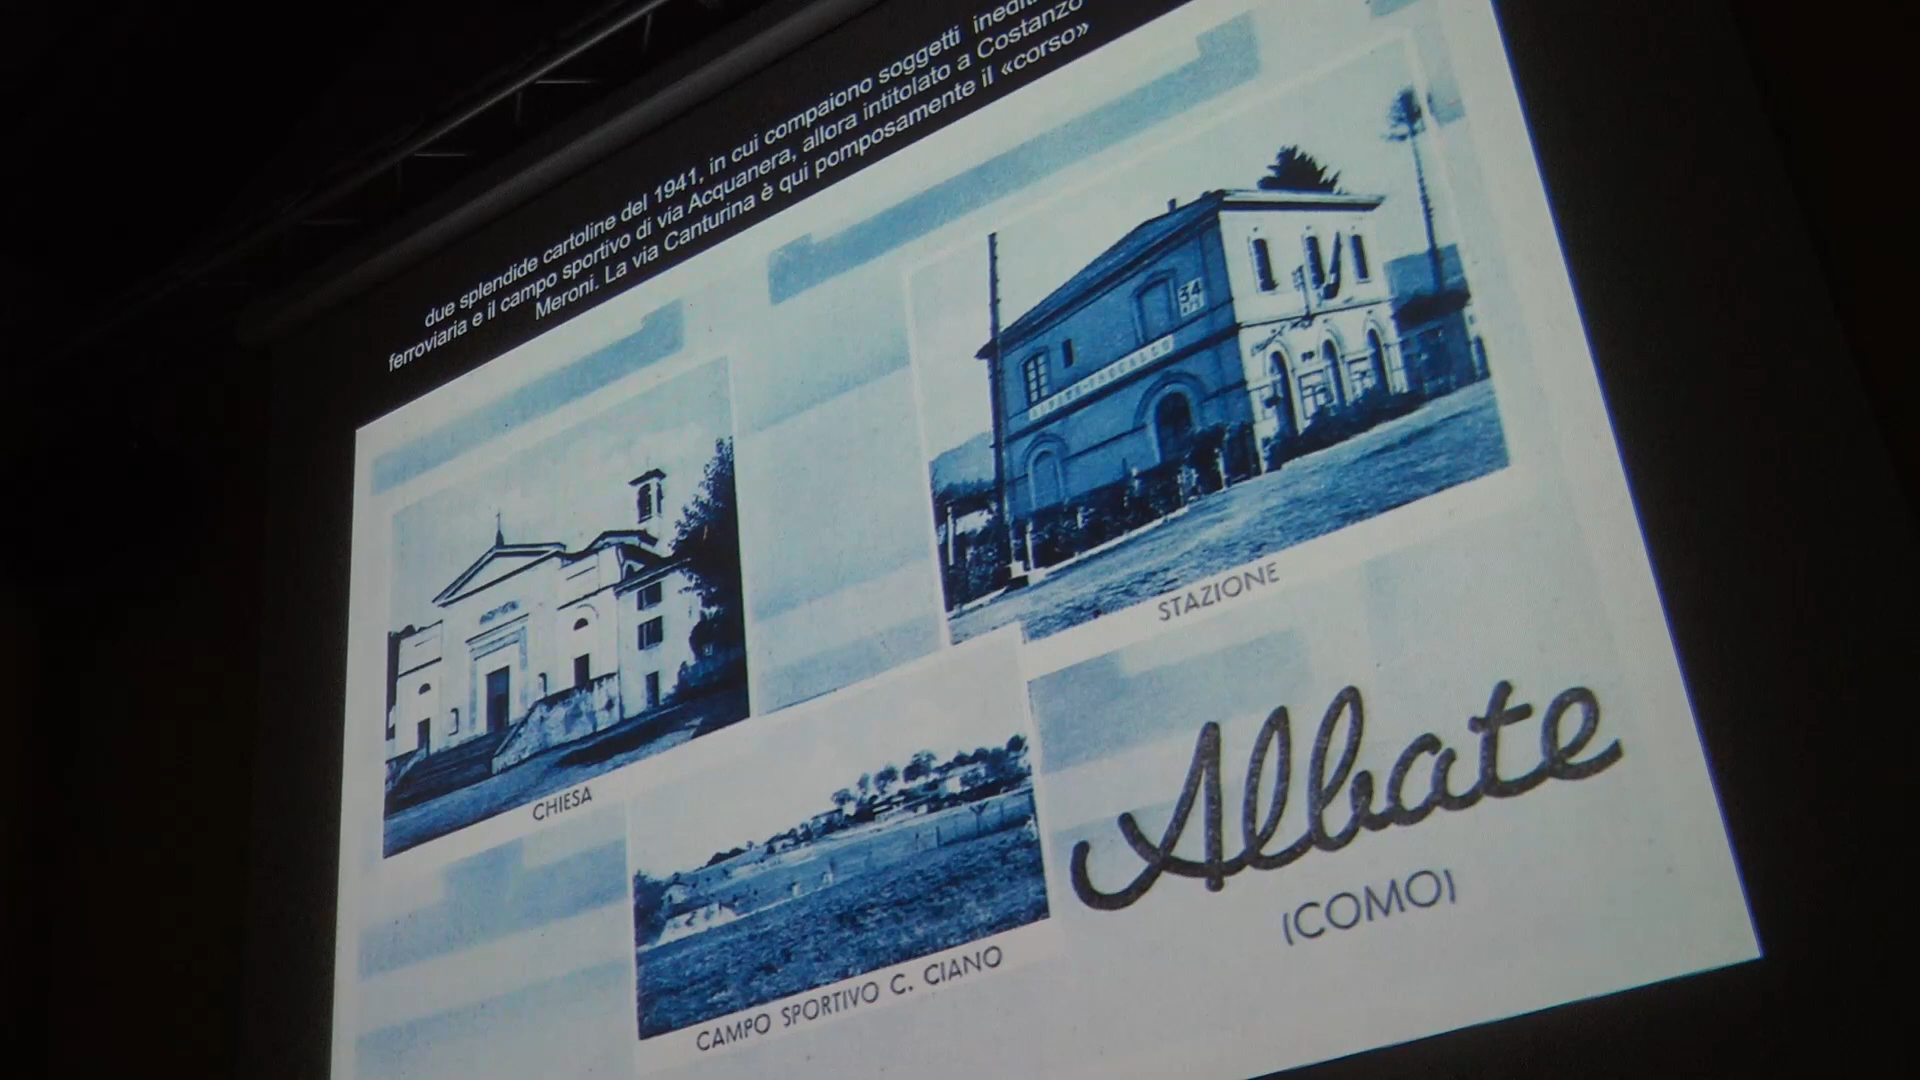 due splendide cartoline del 1941, in cui compaiono soggetti
ferroviaria e il campo sportivo di via Acquanera, allora intitolato a Costanzo
Meroni. La via Canturina è qui pomposamente il «corso»
34
STAZIONE
CHIESA
Albate
(COMO)
CAMPO SPORTIVO C. CIANO